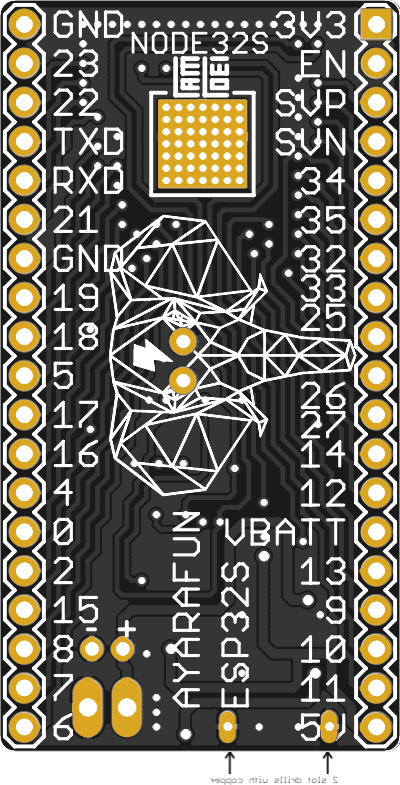 GND
NODE32S
3V3
23
EN
22
SVP
TXD
SVN
RXD
34
21
35
GND
32
19
33
25
18
5
26
17
27
16
14
4
12
0
VBATT
2
13
15
9
- +
8
10
7
11
6
5V
AYARAFUN
ESP32S
2 slot drills with copper